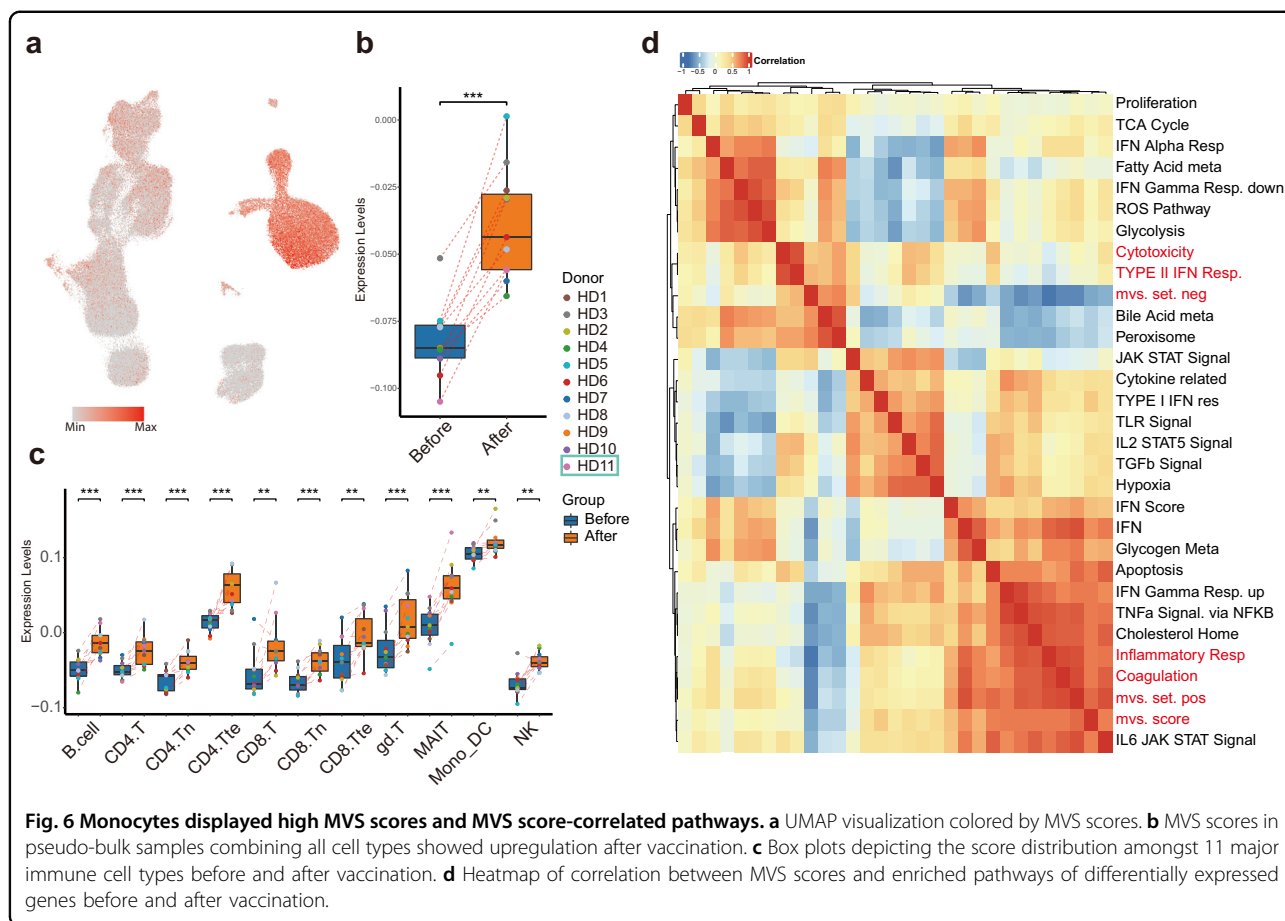 a
Min
Max
b
***
Expression Levels
0.000
−0.025
−0.050
−0.075
−0.100
Before
After
Donor
HD1
HD3
HD2
HD4
HD5
HD6
HD7
HD8
HD9
HD10
HD11
Group
Before
After
c
*** *** *** *** ** *** ** *** *** ** **
Expression Levels
0.1
0.0
−0.1
B.cell
CD4.T
CD4.Tn
CD4.Tte
CD8.T
CD8.Tn
CD8.Tte
gd.T
MAIT
Mono_DC
NK
d
Correlation
−1 −0.5 0 0.5 1
Proliferation
TCA Cycle
IFN Alpha Resp
Fatty Acid meta
IFN Gamma Resp. down
ROS Pathway
Glycolysis
Cytotoxicity
TYPE II IFN Resp.
mvs. set. neg
Bile Acid meta
Peroxisome
JAK STAT Signal
Cytokine related
TYPE I IFN res
TLR Signal
IL2 STAT5 Signal
TGFb Signal
Hypoxia
IFN Score
IFN
Glycogen Meta
Apoptosis
IFN Gamma Resp. up
TNFa Signal. via NFKB
Cholesterol Home
Inflammatory Resp
Coagulation
mvs. set. pos
mvs. score
IL6 JAK STAT Signal
Fig. 6 Monocytes displayed high MVS scores and MVS score-correlated pathways. a UMAP visualization colored by MVS scores. b MVS scores in
pseudo-bulk samples combining all cell types showed upregulation after vaccination. c Box plots depicting the score distribution amongst 11 major
immune cell types before and after vaccination. d Heatmap of correlation between MVS scores and enriched pathways of differentially expressed
genes before and after vaccination.